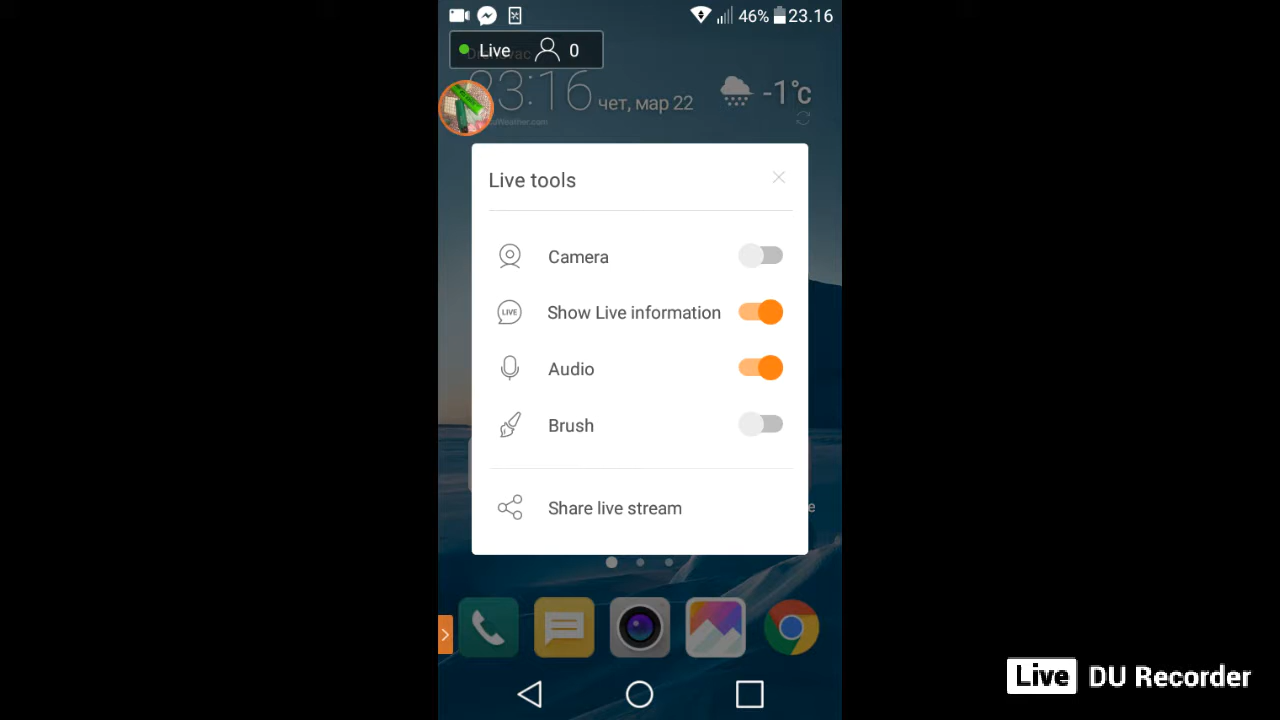 46% 23.16
Live 0
23:16 чет, мар 22 -1°c
Live tools
Camera
LIVE Show Live information
Audio
Brush
Share live stream
e
Live DU Recorder